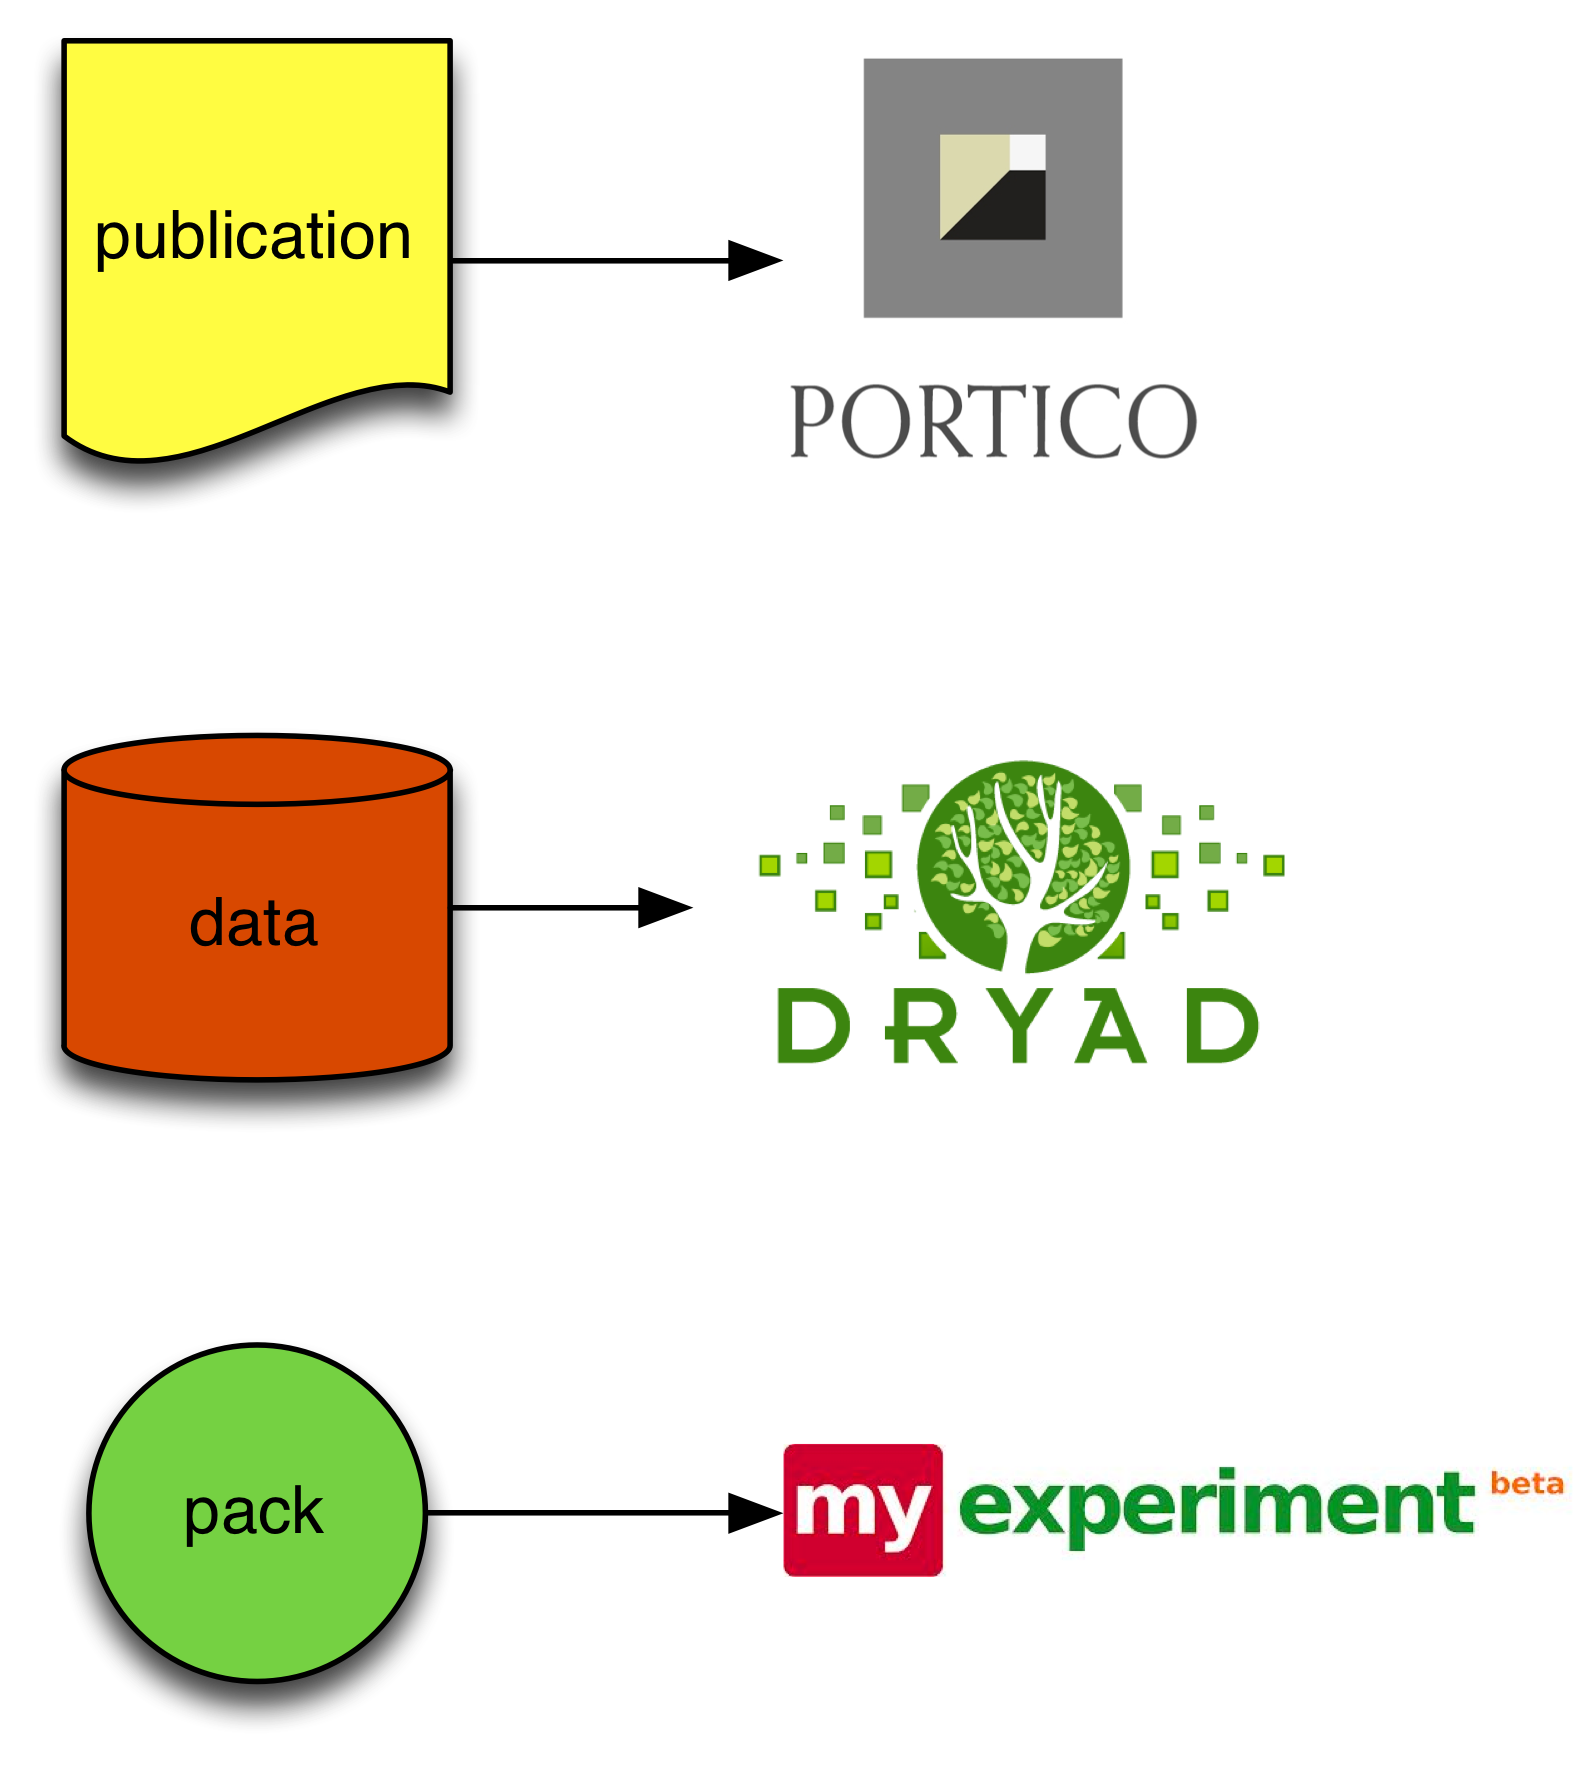 publication
PORTICO
data
DRYAD
pack
my experiment beta